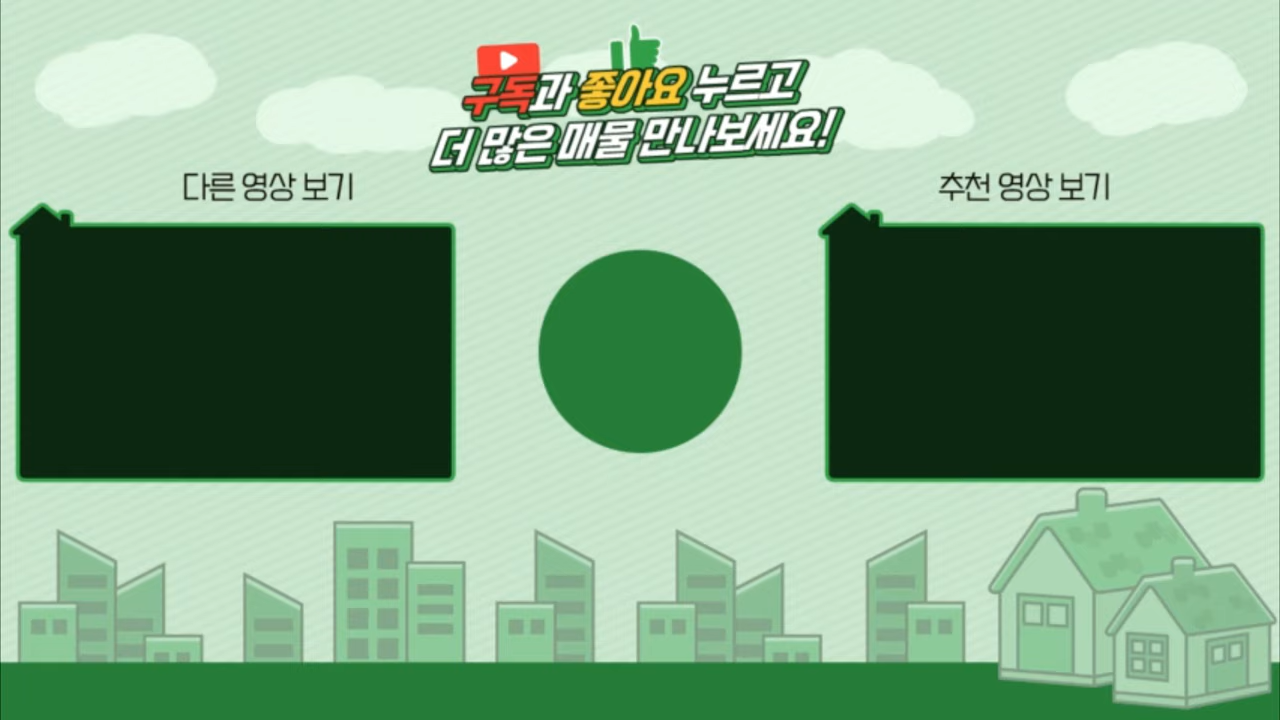 구독과 좋아요 누르고
더 많은 매물 만나보세요!
다른 영상 보기
추천 영상 보기